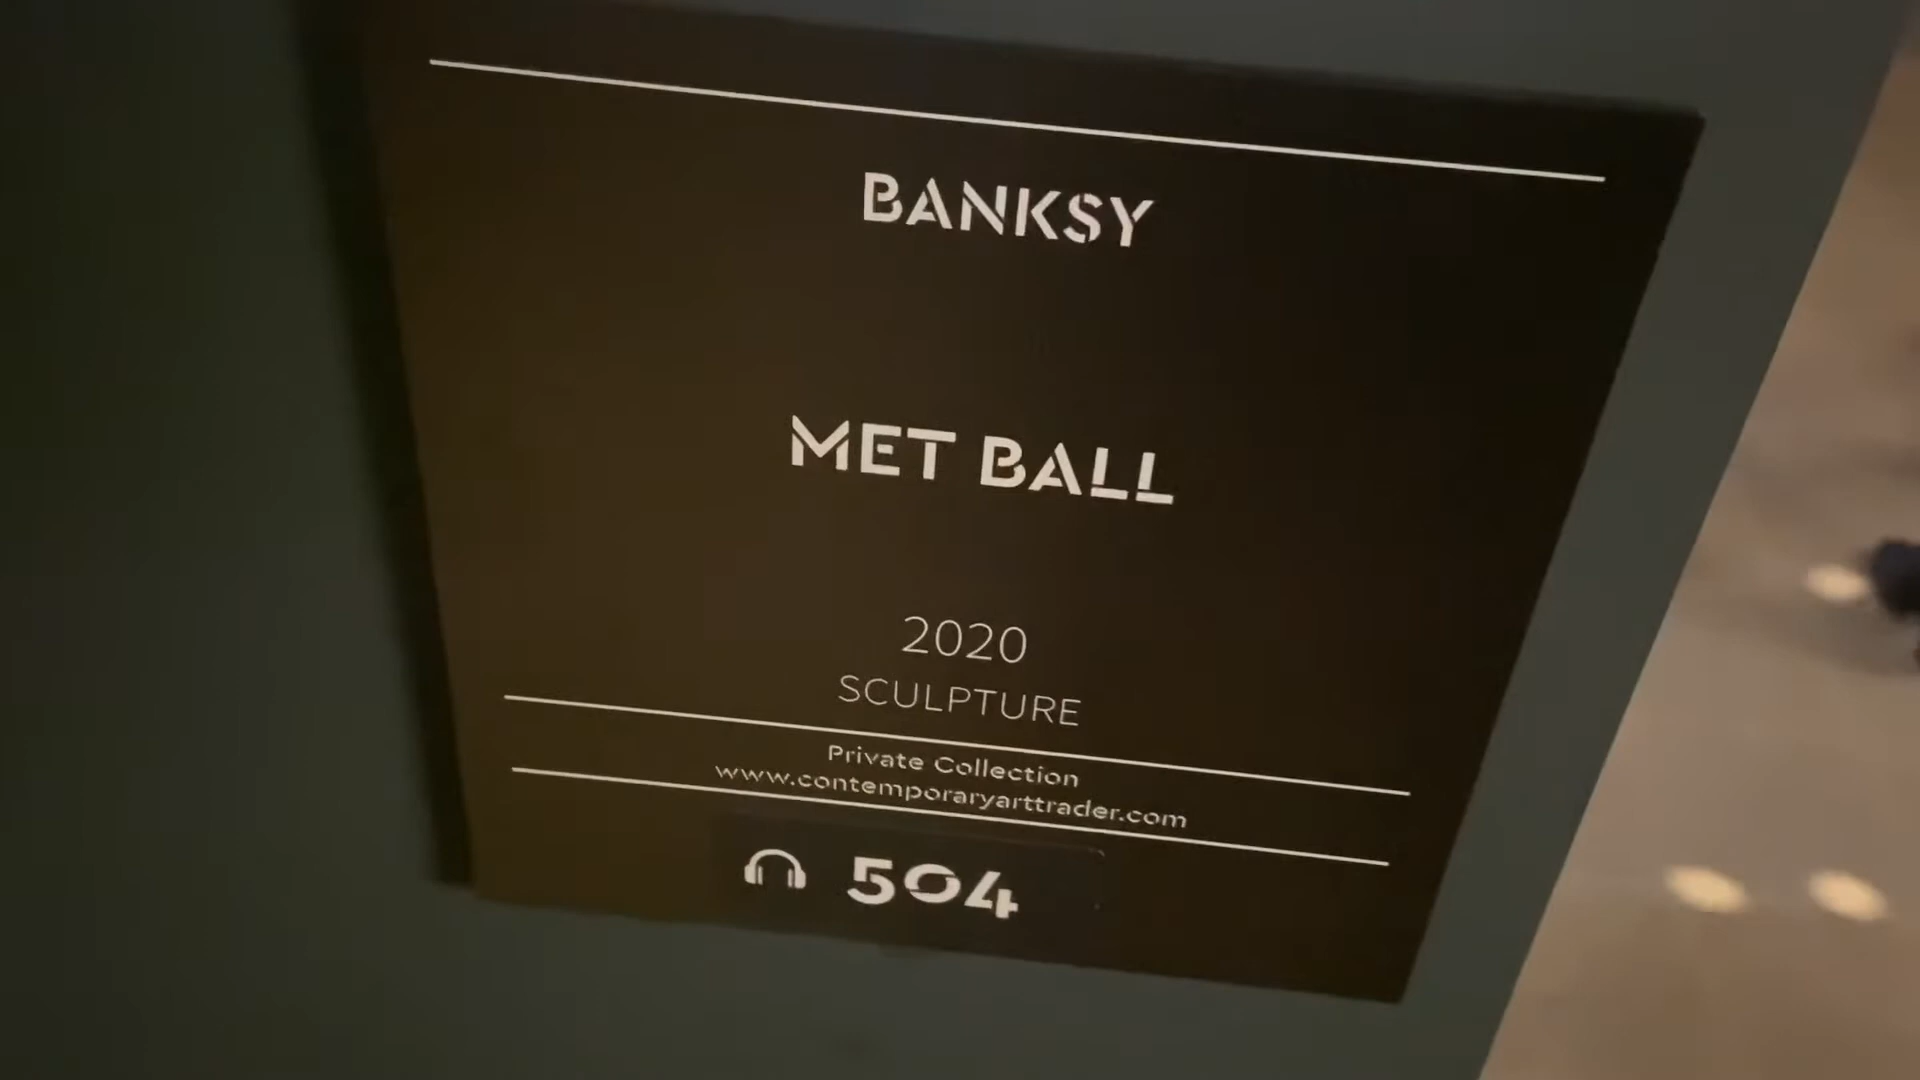 BANKSY
MET BALL
2020
SCULPTURE
Private Collection
www.contemporaryarttrader.com
504